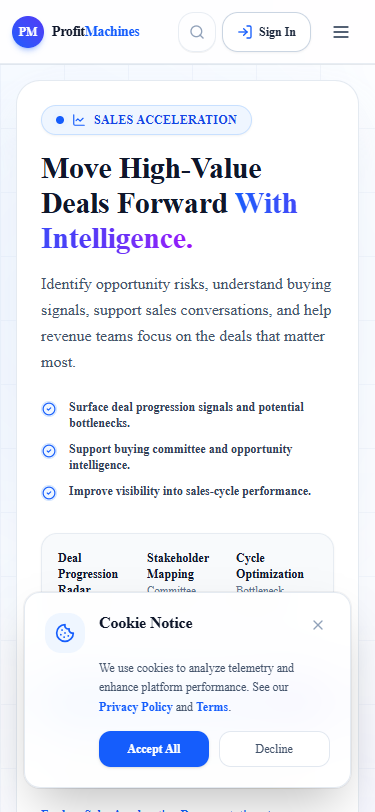 PM ProfitMachines Sign In
SALES ACCELERATION
Move High-Value
Deals Forward With
Intelligence.
Identify opportunity risks, understand buying
signals, support sales conversations, and help
revenue teams focus on the deals that matter
most.
Surface deal progression signals and potential
bottlenecks.
Support buying committee and opportunity
intelligence.
Improve visibility into sales-cycle performance.
Deal
Progression
Radar
Stakeholder
Mapping
Committee
Cycle
Optimization
Bottleneck
Cookie Notice
We use cookies to analyze telemetry and
enhance platform performance. See our
Privacy Policy and Terms.
Accept All
Decline